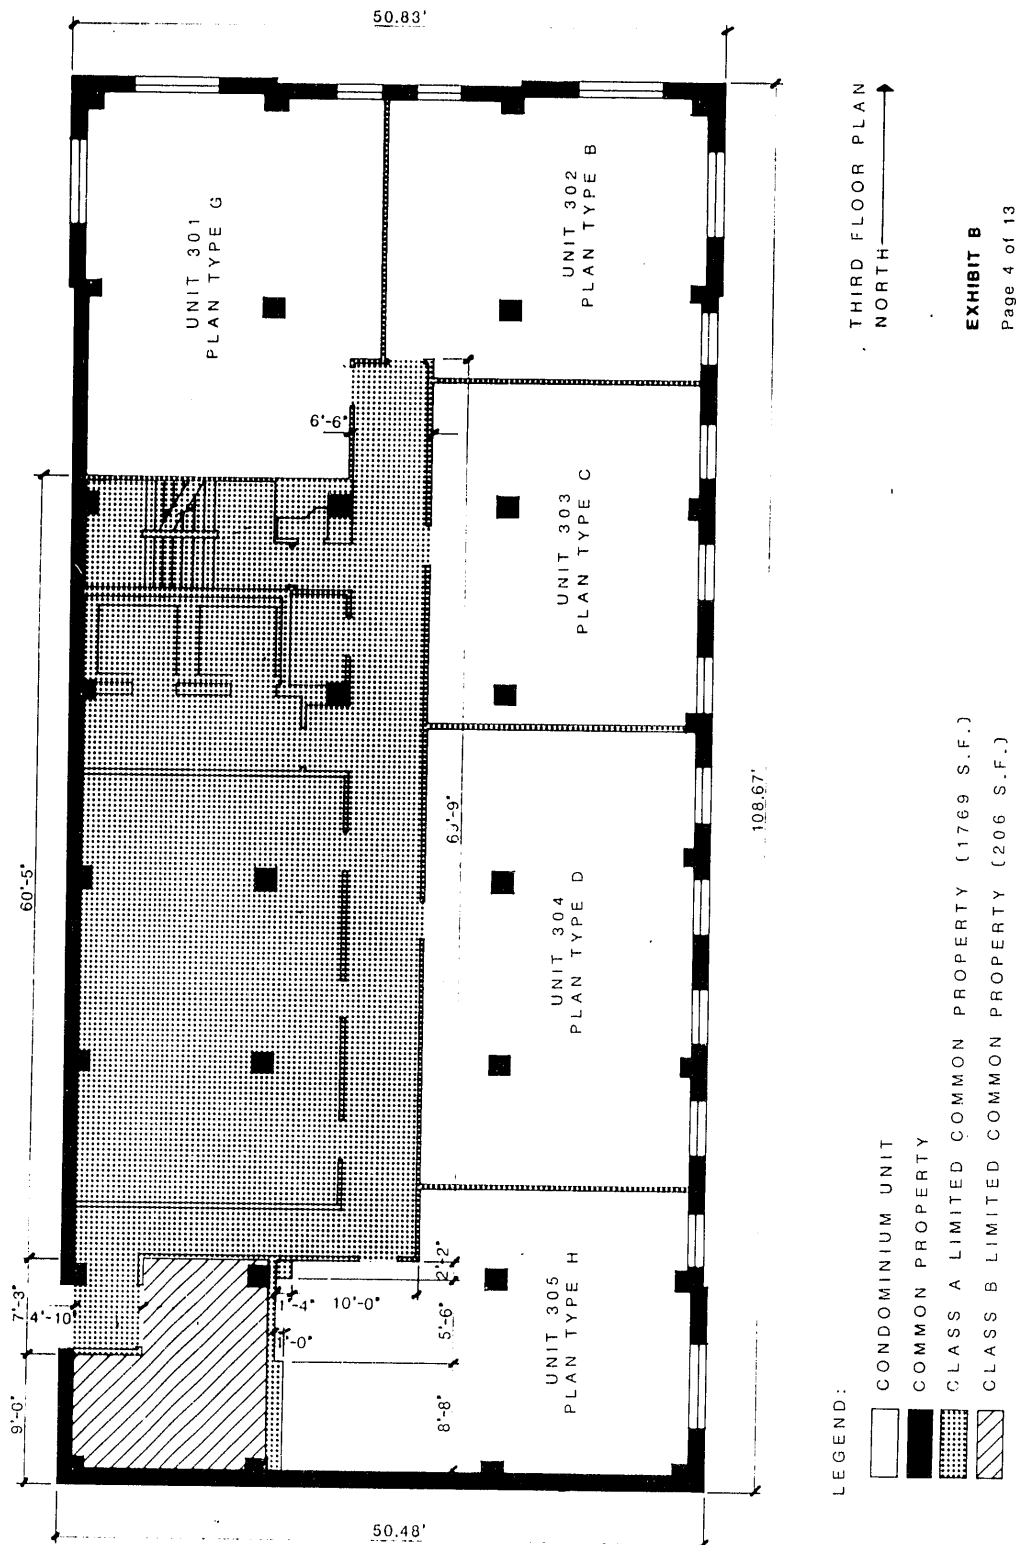 50.83'
THIRD FLOOR PLAN
NORTH
EXHIBIT B
Page 4 of 13
UNIT 301
PLAN TYPE G
UNIT 302
PLAN TYPE B
6'-6"
UNIT 303
PLAN TYPE C
60'-5"
108.67'
UNIT 304
PLAN TYPE D
7'-3"
4'-10"
1'-4"
10'-0"
2'-2"
1'-0"
5'-6"
UNIT 305
PLAN TYPE H
9'-0"
8'-8"
50.48'
LEGEND:
CONDOMINIUM UNIT
COMMON PROPERTY
CLASS A LIMITED COMMON PROPERTY (1769 S.F.)
CLASS B LIMITED COMMON PROPERTY (206 S.F.)